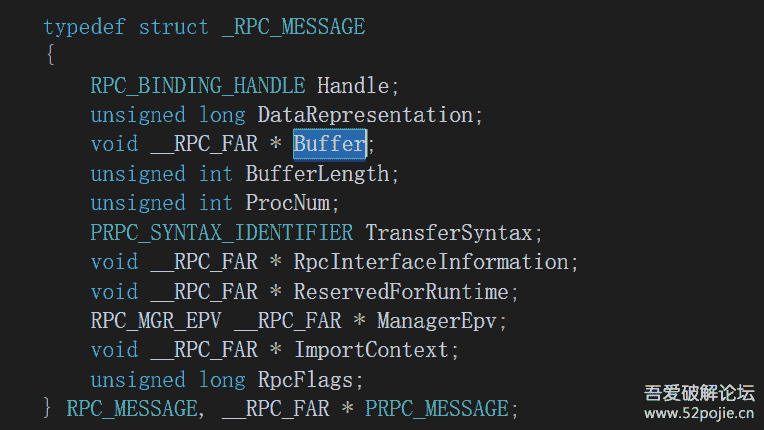 typedef struct _RPC_MESSAGE
{
RPC_BINDING_HANDLE Handle;
unsigned long DataRepresentation;
void __RPC_FAR * Buffer;
unsigned int BufferLength;
unsigned int ProcNum;
PRPC_SYNTAX_IDENTIFIER TransferSyntax;
void __RPC_FAR * RpcInterfaceInformation;
void __RPC_FAR * ReservedForRuntime;
RPC_MGR_EPV __RPC_FAR * ManagerEpv;
void __RPC_FAR * ImportContext;
unsigned long RpcFlags;
} RPC_MESSAGE, __RPC_FAR * PRPC_MESSAGE;
吾爱破解论坛
www.52pojie.cn